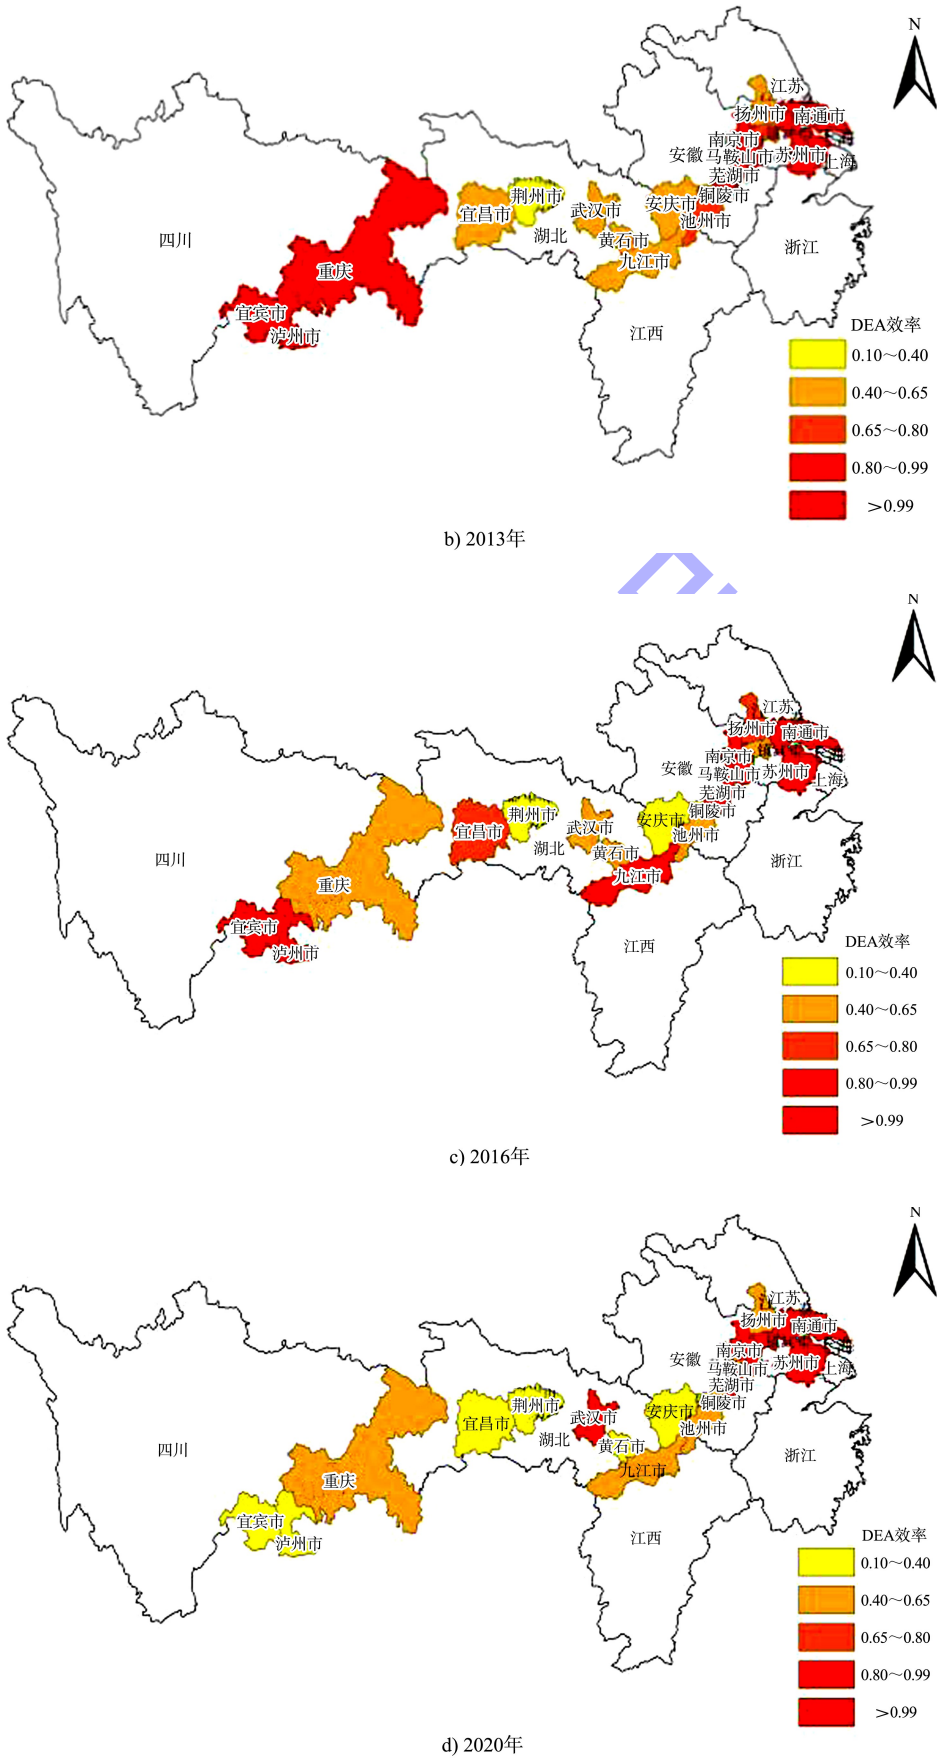 N
江苏
扬州市 南通市
南京市
安徽 马鞍山市 苏州市 上海
芜湖市
荆州市 铜陵市
宜昌市 武汉市 安庆市
池州市
四川 湖北 黄石市 浙江
九江市
重庆
宜宾市
泸州市 江西
DEA效率
0.10～0.40
0.40～0.65
0.65～0.80
0.80～0.99
＞0.99
b) 2013年
N
江苏
扬州市 南通市
镇
南京市
安徽 马鞍山市 苏州市 上海
芜湖市
荆州市 铜陵市
宜昌市 武汉市 安庆市
池州市
四川 湖北 黄石市 浙江
九江市
重庆
宜宾市
泸州市 江西
DEA效率
0.10～0.40
0.40～0.65
0.65～0.80
0.80～0.99
＞0.99
c) 2016年
N
江苏
扬州市 南通市
南京市
安徽 马鞍山市 苏州市 上海
芜湖市
荆州市 铜陵市
宜昌市 武汉市 安庆市
池州市
四川 湖北 黄石市 浙江
九江市
重庆
宜宾市
泸州市 江西
DEA效率
0.10～0.40
0.40～0.65
0.65～0.80
0.80～0.99
＞0.99
d) 2020年